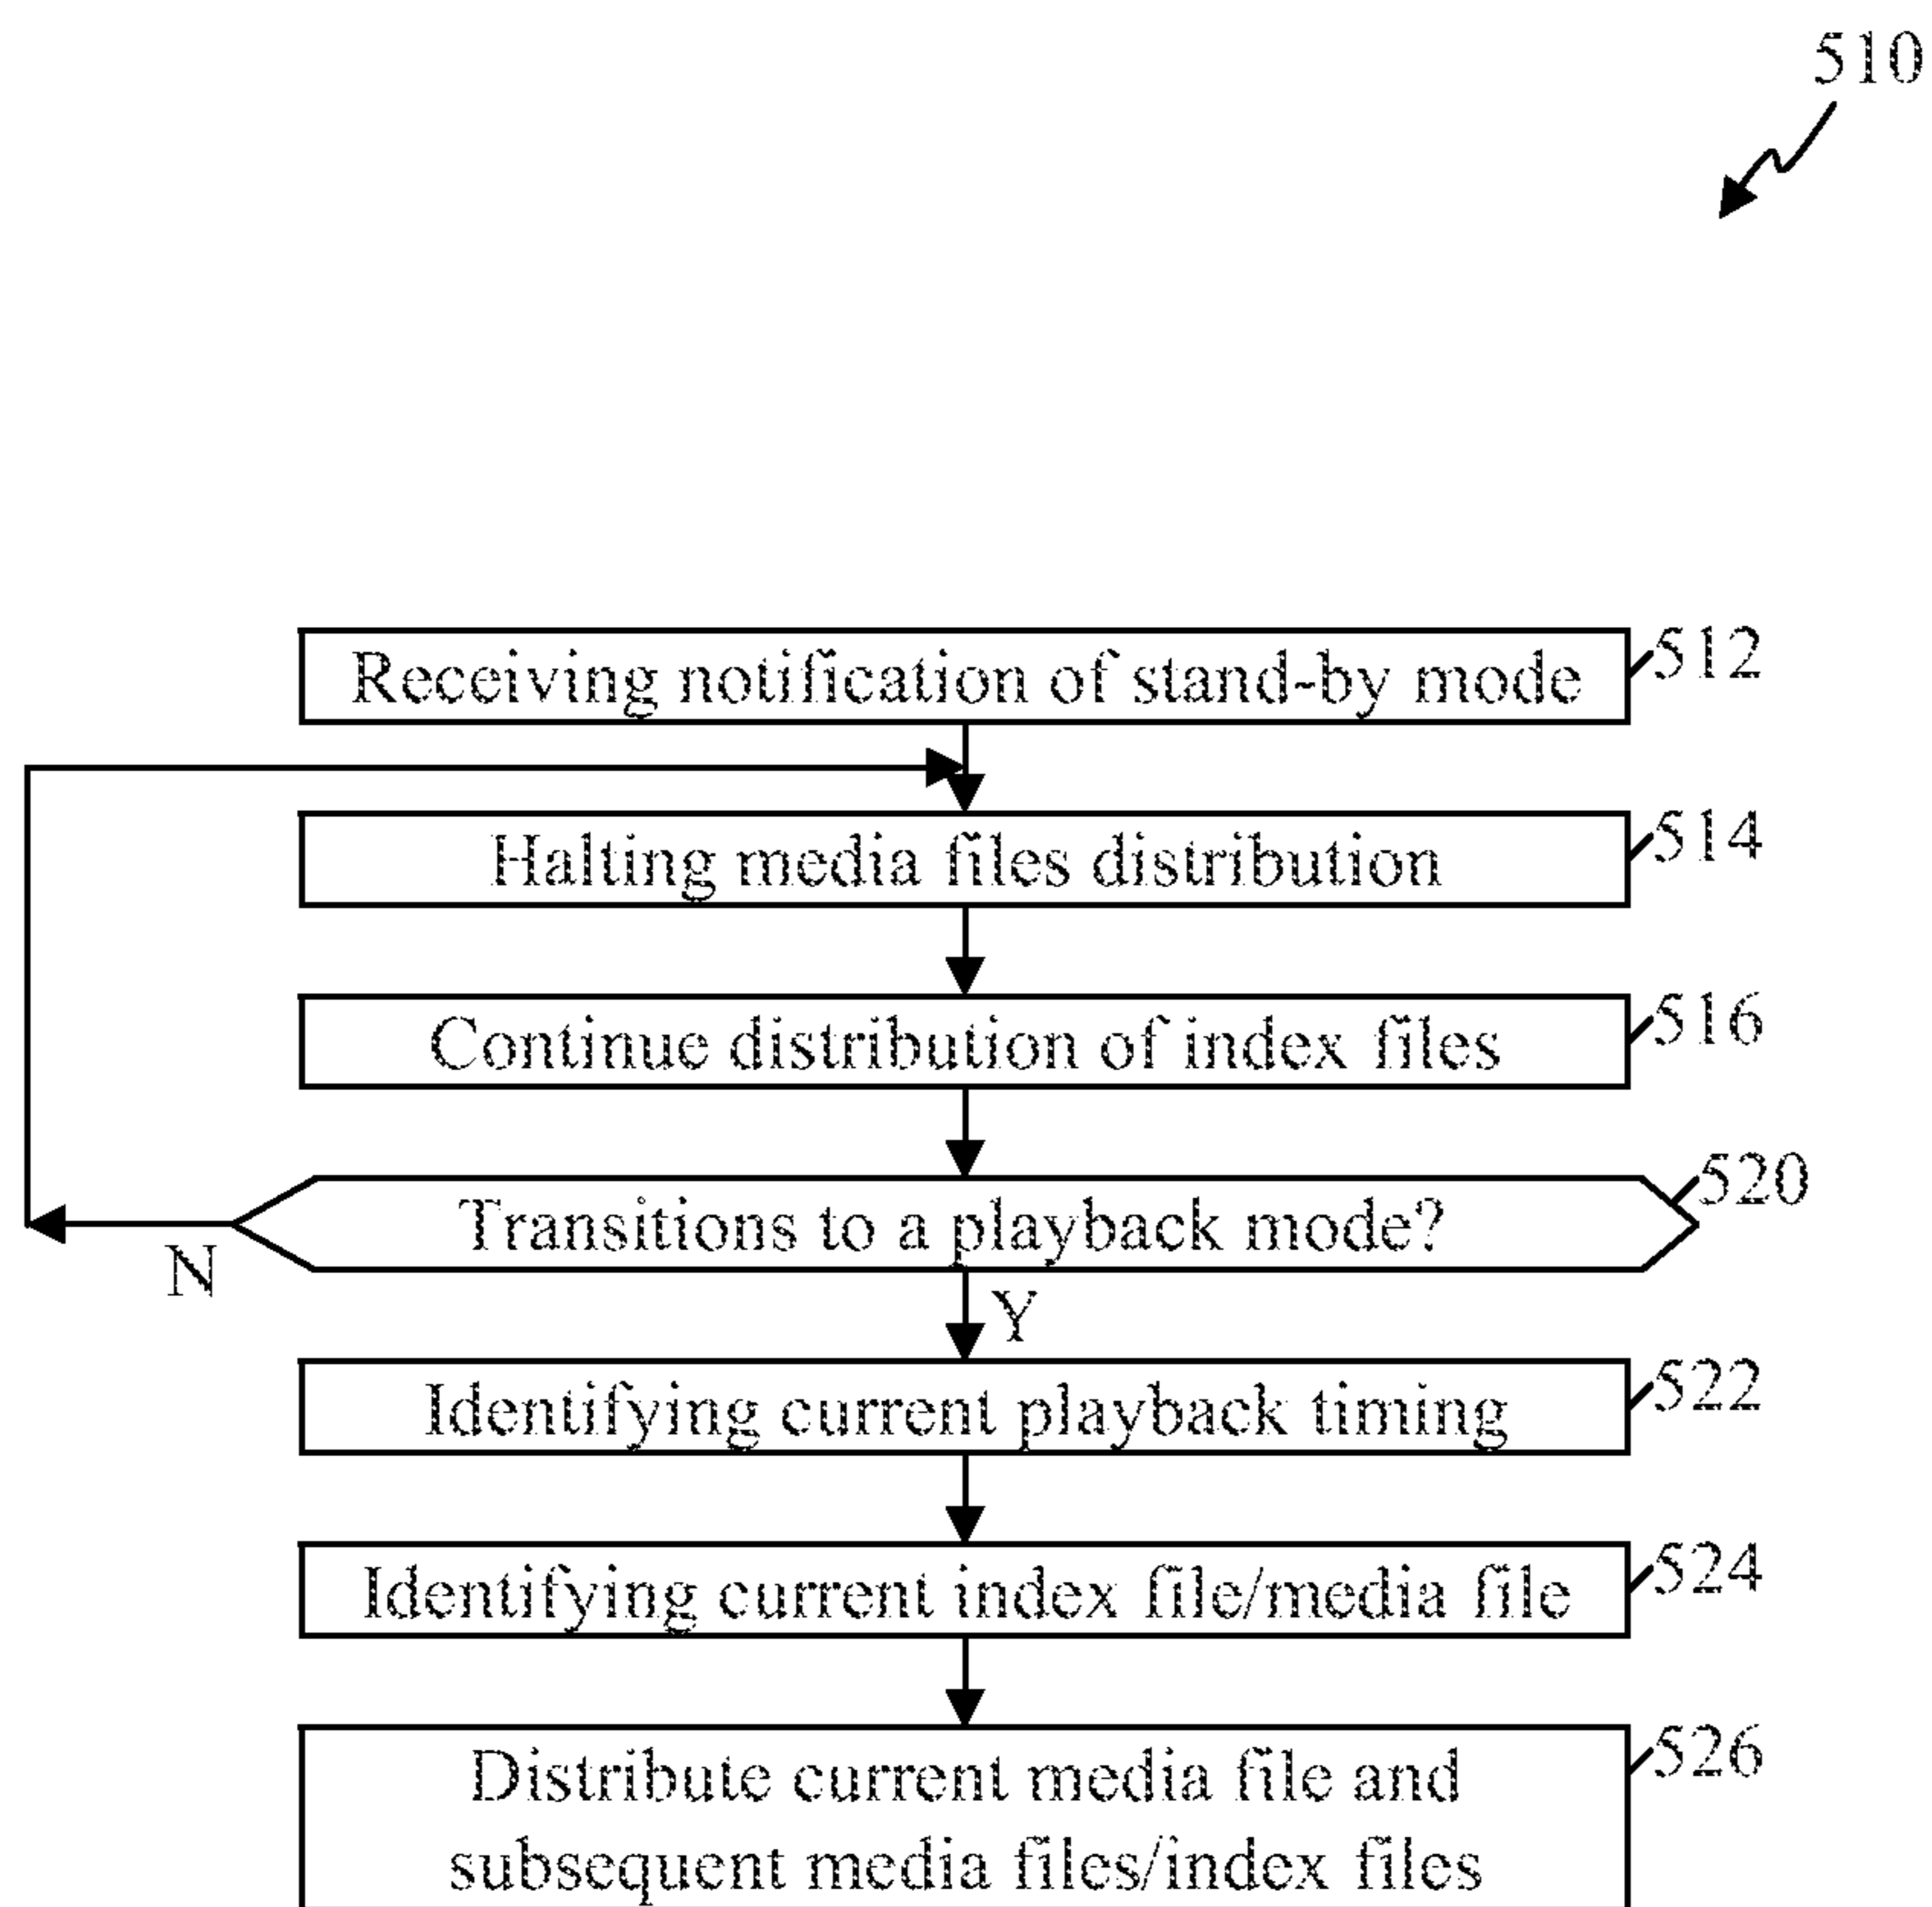 510
Receiving notification of stand-by mode
512
Halting media files distribution
514
Continue distribution of index files
516
Transitions to a playback mode?
520
N
Y
Identifying current playback timing
522
Identifying current index file/media file
524
Distribute current media file and
subsequent media files/index files
526